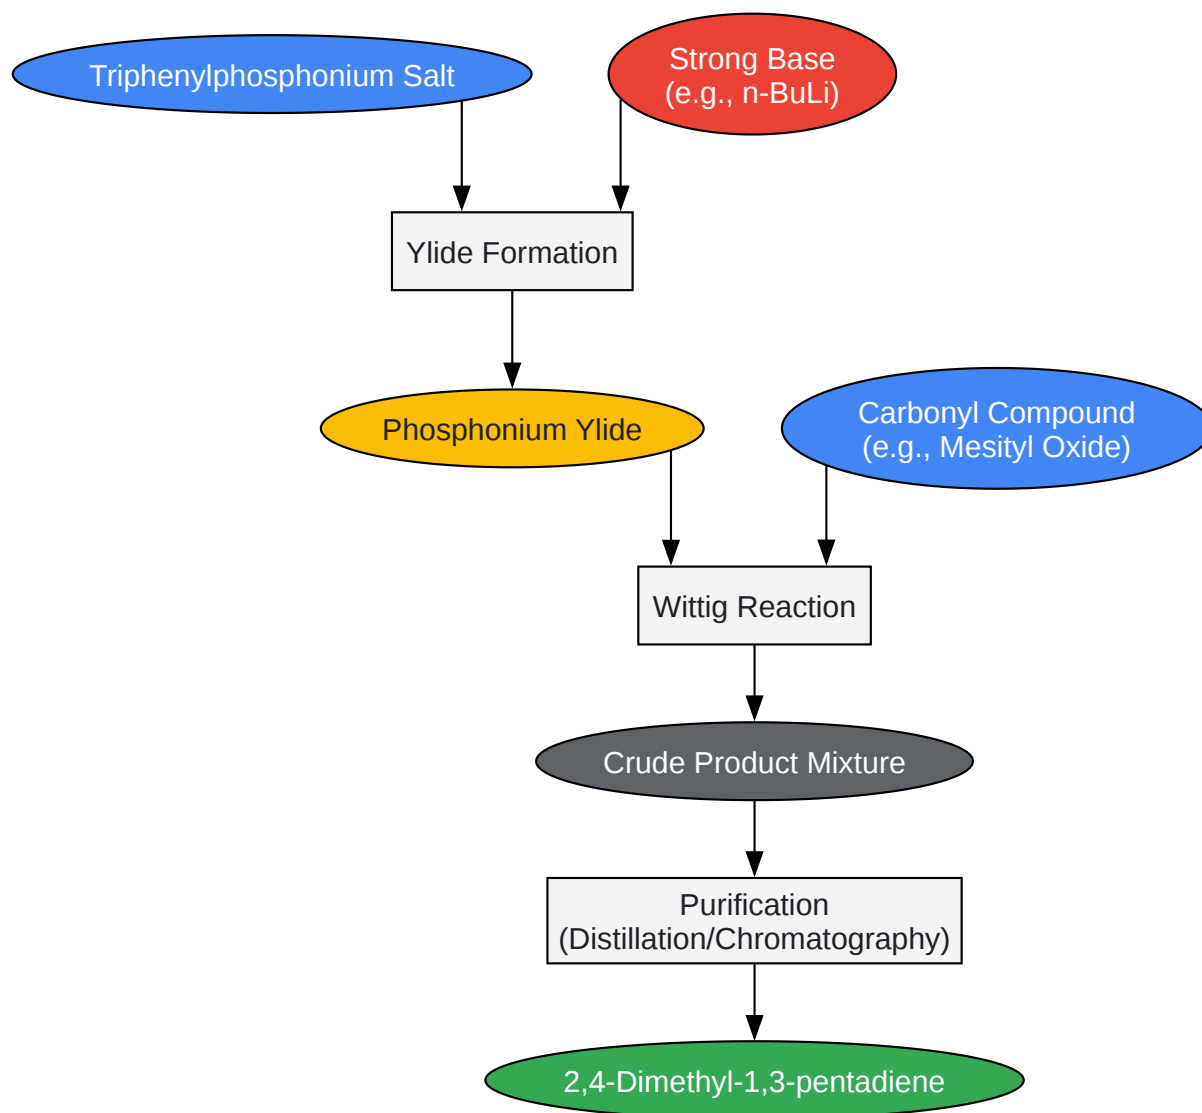 Triphenylphosphonium Salt
Strong Base
(e.g., n-BuLi)
Ylide Formation
Phosphonium Ylide
Carbonyl Compound
(e.g., Mesityl Oxide)
Wittig Reaction
Crude Product Mixture
Purification
(Distillation/Chromatography)
2,4-Dimethyl-1,3-pentadiene